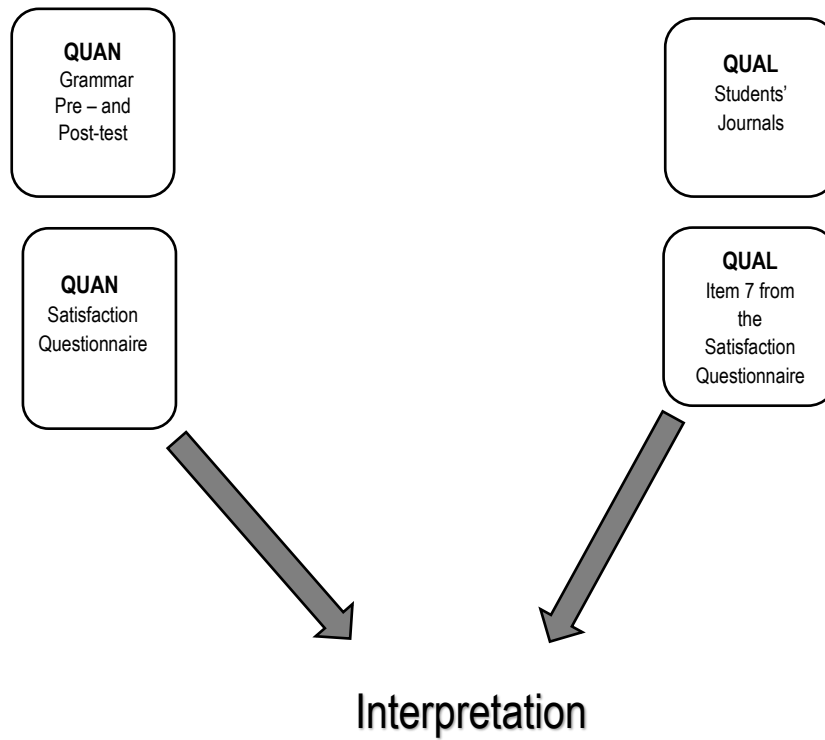 QUAN
Grammar
Pre – and
Post-test
QUAL
Students’
Journals
QUAN
Satisfaction
Questionnaire
QUAL
Item 7 from
the
Satisfaction
Questionnaire
Interpretation